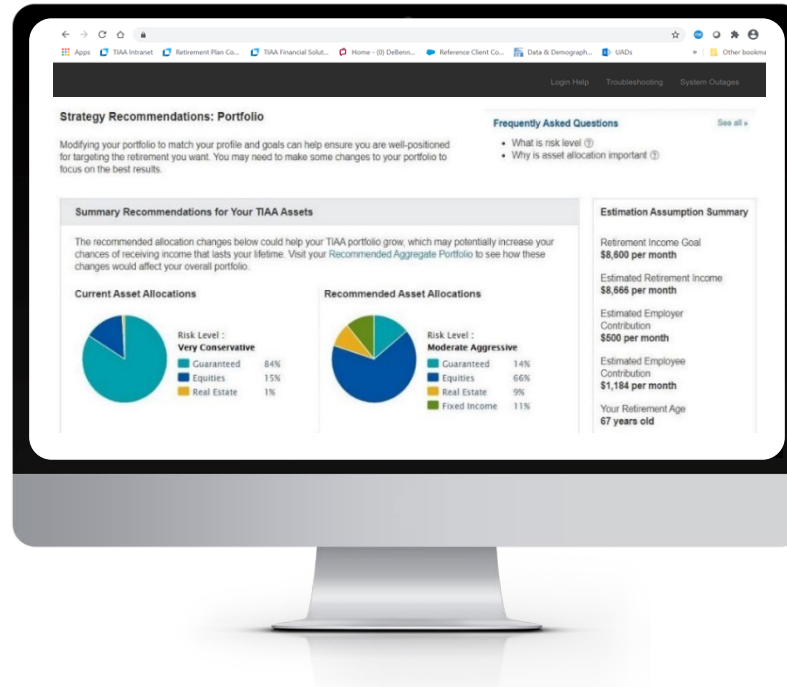 Apps TIAA Intranet Retirement Plan Co... TIAA Financial Solut... Home - (0) DeBenn... Reference Client Co... Data & Demograph... UADs » Other bookma
Login Help Troubleshooting System Outages
Strategy Recommendations: Portfolio
Modifying your portfolio to match your profile and goals can help ensure you are well-positioned
for targeting the retirement you want. You may need to make some changes to your portfolio to
focus on the best results.
Frequently Asked Questions See all »
• What is risk level ?
• Why is asset allocation important ?
Summary Recommendations for Your TIAA Assets
The recommended allocation changes below could help your TIAA portfolio grow, which may potentially increase your
chances of receiving income that lasts your lifetime. Visit your Recommended Aggregate Portfolio to see how these
changes would affect your overall portfolio.
Current Asset Allocations
Risk Level :
Very Conservative
Guaranteed 84%
Equities 15%
Real Estate 1%
Recommended Asset Allocations
Risk Level :
Moderate Aggressive
Guaranteed 14%
Equities 66%
Real Estate 9%
Fixed Income 11%
Estimation Assumption Summary
Retirement Income Goal
$8,600 per month
Estimated Retirement Income
$8,666 per month
Estimated Employer
Contribution
$500 per month
Estimated Employee
Contribution
$1,184 per month
Your Retirement Age
67 years old